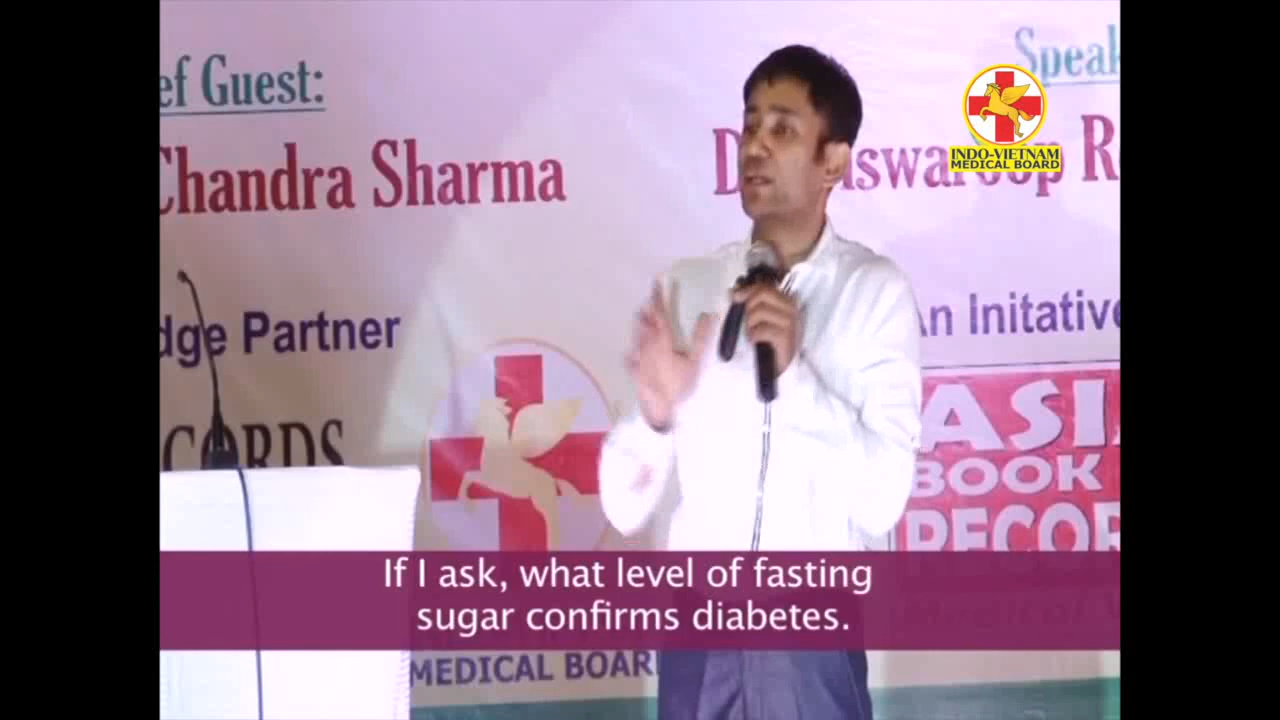 ef Guest:
Speak
Chandra Sharma
INDO-VIETNAM
MEDICAL BOARD
dge Partner
An Initative
CORDS
ASI
BOOK
RECOR
If I ask, what level of fasting
sugar confirms diabetes.
MEDICAL BOAR